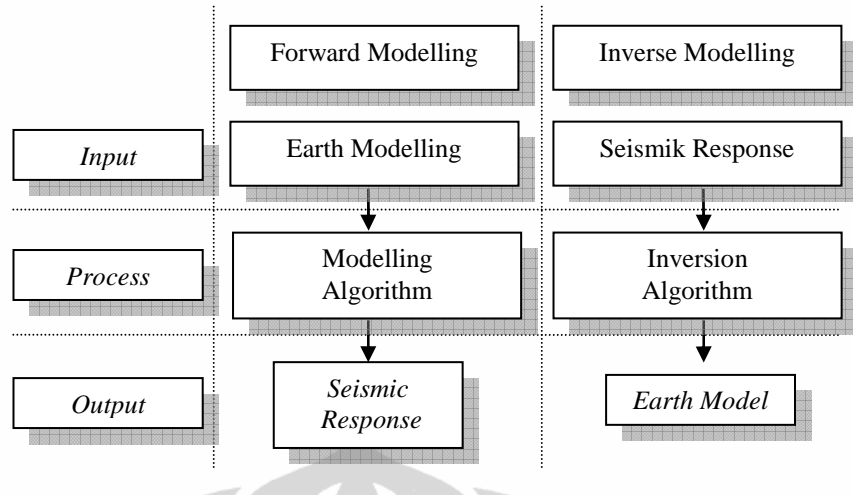 Forward Modelling
Inverse Modelling
Input
Earth Modelling
Seismik Response
Process
Modelling
Algorithm
Inversion
Algorithm
Output
Seismic
Response
Earth Model